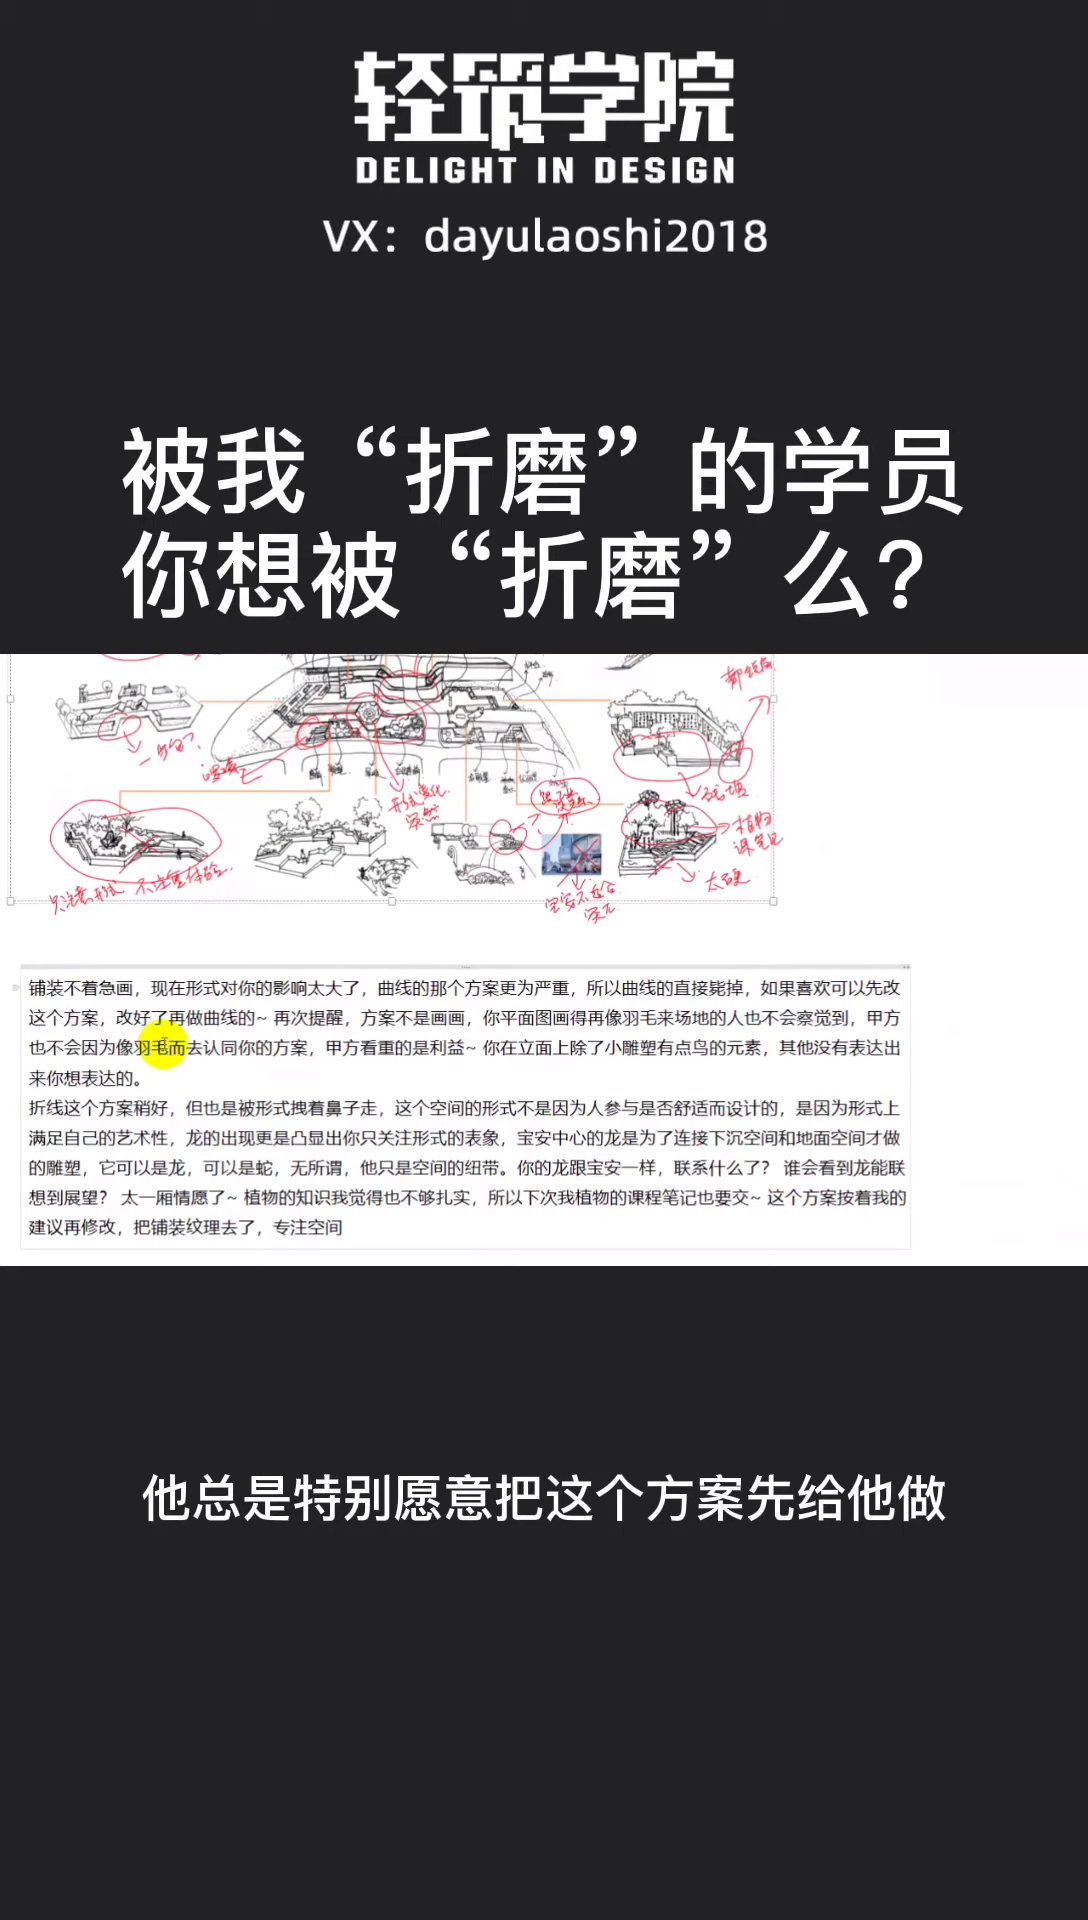 轻筑学院
DELIGHT IN DESIGN
VX：dayulaoshi2018
被我“折磨”的学员
你想被“折磨”么？
形式变化
只注意形式 不注重体验
太硬
铺装不着急画，现在形式对你的影响太大了，曲线的那个方案更为严重，所以曲线的直接毙掉，如果喜欢可以先改
这个方案，改好了再做曲线的~ 再次提醒，方案不是画画，你平面图画得再像羽毛来场地的人也不会察觉到，甲方
也不会因为像羽毛而去认同你的方案，甲方看重的是利益~ 你在立面上除了小雕塑有点鸟的元素，其他没有表达出
来你想表达的。
折线这个方案稍好，但也是被形式拽着鼻子走，这个空间的形式不是因为人参与是否舒适而设计的，是因为形式上
满足自己的艺术性，龙的出现更是凸显出你只关注形式的表象，宝安中心的龙是为了连接下沉空间和地面空间才做
的雕塑，它可以是龙，可以是蛇，无所谓，他只是空间的纽带。你的龙跟宝安一样，联系什么了？ 谁会看到龙能联
想到展望？ 太一厢情愿了~ 植物的知识我觉得也不够扎实，所以下次我植物的课程笔记也要交~ 这个方案按着我的
建议再修改，把铺装纹理去了，专注空间
他总是特别愿意把这个方案先给他做